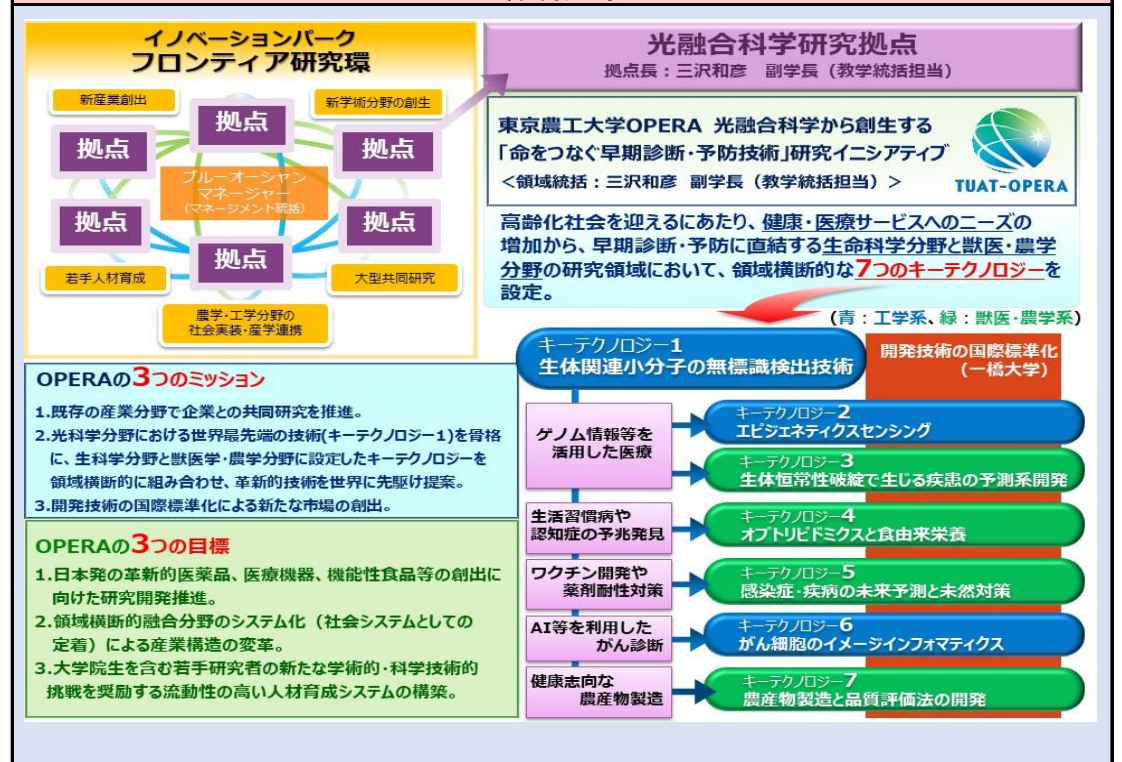 イノベーションパーク
フロンティア研究環
新産業創出
新学術分野の創生
拠点
拠点
拠点
ブルーオーシャン
マネージャー
(マネージメント統括)
拠点
拠点
拠点
若手人材育成
大型共同研究
農学・工学分野の
社会実装・産学連携
光融合科学研究拠点
拠点長：三沢和彦 副学長（教学統括担当）
東京農工大学OPERA 光融合科学から創生する
「命をつなぐ早期診断・予防技術」研究イニシアティブ
＜領域統括：三沢和彦 副学長（教学統括担当）＞
TUAT-OPERA
高齢化社会を迎えるにあたり、健康・医療サービスへのニーズの
増加から、早期診断・予防に直結する生命科学分野と獣医・農学
分野の研究領域において、領域横断的な7つのキーテクノロジーを
設定。
(青：工学系、緑：獣医・農学系)
キーテクノロジー1
生体関連小分子の無標識検出技術
開発技術の国際標準化
(一橋大学)
OPERAの3つのミッション
1.既存の産業分野で企業との共同研究を推進。
2.光科学分野における世界最先端の技術(キーテクノロジー1)を骨格
に、生科学分野と獣医学・農学分野に設定したキーテクノロジーを
領域横断的に組み合わせ、革新的技術を世界に先駆け提案。
3.開発技術の国際標準化による新たな市場の創出。
OPERAの3つの目標
1.日本発の革新的医薬品、医療機器、機能性食品等の創出に
向けた研究開発推進。
2.領域横断的融合分野のシステム化（社会システムとしての
定着）による産業構造の変革。
3.大学院生を含む若手研究者の新たな学術的・科学技術的
挑戦を奨励する流動性の高い人材育成システムの構築。
ゲノム情報等を
活用した医療
キーテクノロジー2
エピジェネティクスセンシング
キーテクノロジー3
生体恒常性破綻で生じる疾患の予測系開発
生活習慣病や
認知症の予兆発見
キーテクノロジー4
オプトリピドミクスと食由来栄養
ワクチン開発や
薬剤耐性対策
キーテクノロジー5
感染症・疾病の未来予測と未然対策
AI等を利用した
がん診断
キーテクノロジー6
がん細胞のイメージインフォマティクス
健康志向な
農産物製造
キーテクノロジー7
農産物製造と品質評価法の開発